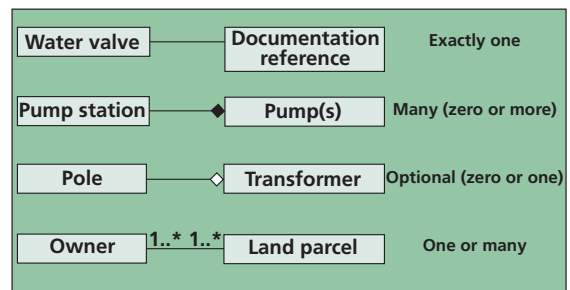 Water valve
Documentation
reference
Exactly one
Pump station
Pump(s)
Many (zero or more)
Pole
Transformer
Optional (zero or one)
Owner
1..* 1..*
Land parcel
One or many